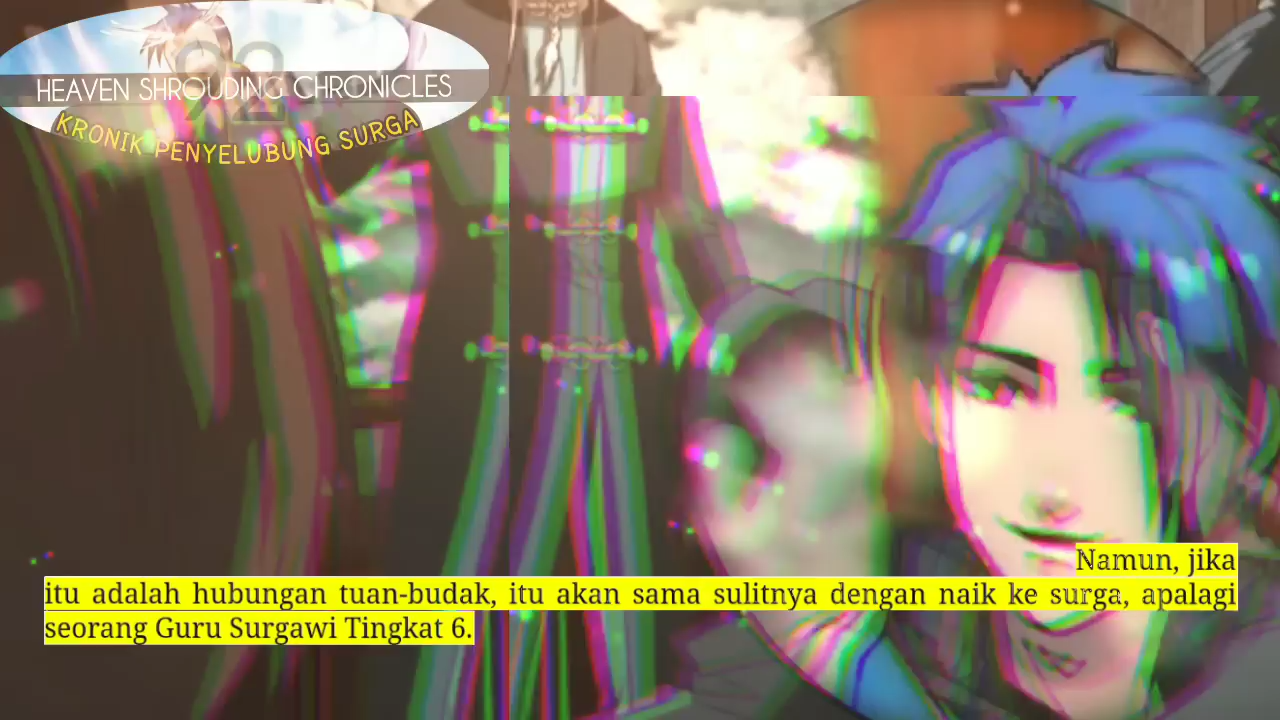 92
HEAVEN SHROUDING CHRONICLES
KRONIK PENYELUBUNG SURGA
Namun, jika
itu adalah hubungan tuan-budak, itu akan sama sulitnya dengan naik ke surga, apalagi
seorang Guru Surgawi Tingkat 6.